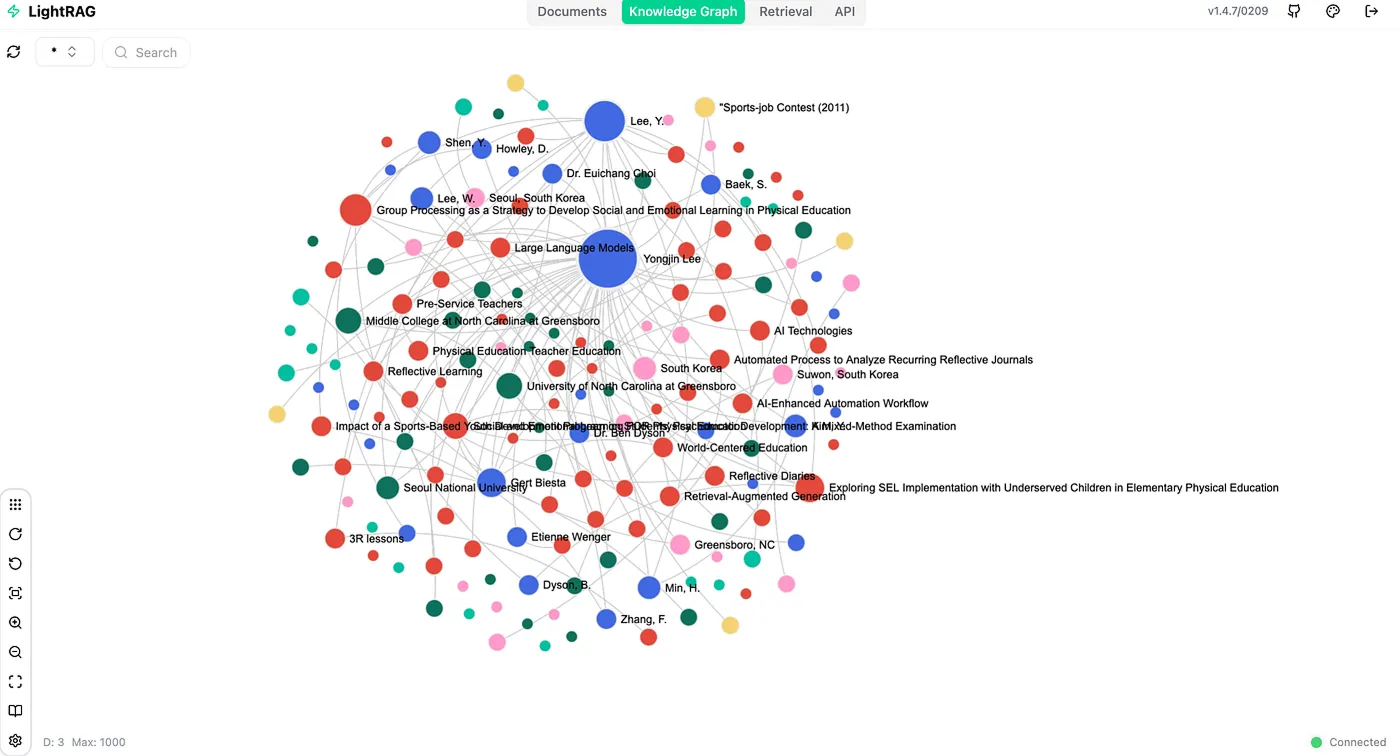 LightRAG
Documents
Knowledge Graph
Retrieval
API
v1.4.7/0209
*
Search
"Sports-job Contest (2011)
Lee, Y.
Shen, Y.
Howley, D.
Dr. Euichang Choi
Baek, S.
Lee, W.
Seoul, South Korea
Group Processing as a Strategy to Develop Social and Emotional Learning in Physical Education
Large Language Models
Yongjin Lee
Pre-Service Teachers
Middle College at North Carolina at Greensboro
AI Technologies
Physical Education Teacher Education
Automated Process to Analyze Recurring Reflective Journals
Reflective Learning
South Korea
Suwon, South Korea
University of North Carolina at Greensboro
AI-Enhanced Automation Workflow
Impact of a Sports-Based Youth Development Program on Students' Psychosocial Development: A Mixed-Method Examination
Dr. Ben Dyson
World-Centered Education
Reflective Diaries
Gert Biesta
Seoul National University
Exploring SEL Implementation with Underserved Children in Elementary Physical Education
Retrieval-Augmented Generation
3R lessons
Etienne Wenger
Greensboro, NC
Dyson, B.
Min, H.
Zhang, F.
D: 3 Max: 1000
Connected